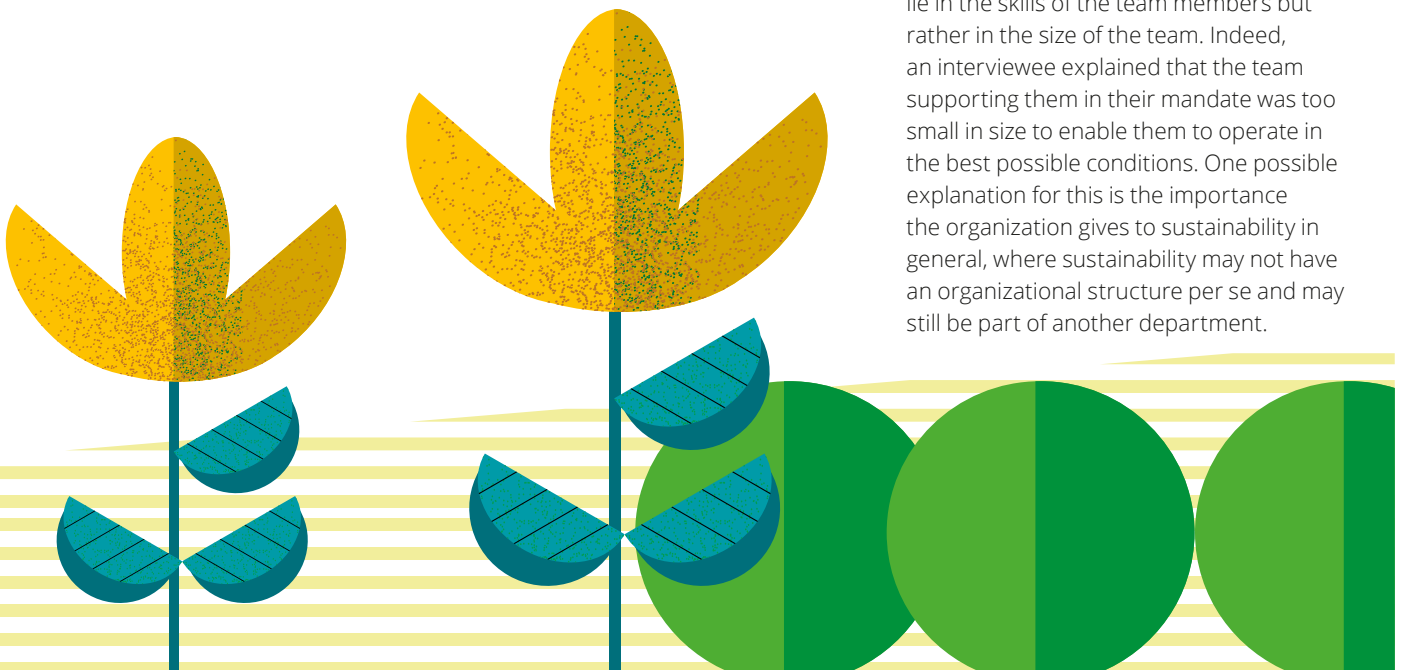 lie in the skills of the team members but
rather in the size of the team. Indeed,
an interviewee explained that the team
supporting them in their mandate was too
small in size to enable them to operate in
the best possible conditions. One possible
explanation for this is the importance
the organization gives to sustainability in
general, where sustainability may not have
an organizational structure per se and may
still be part of another department.